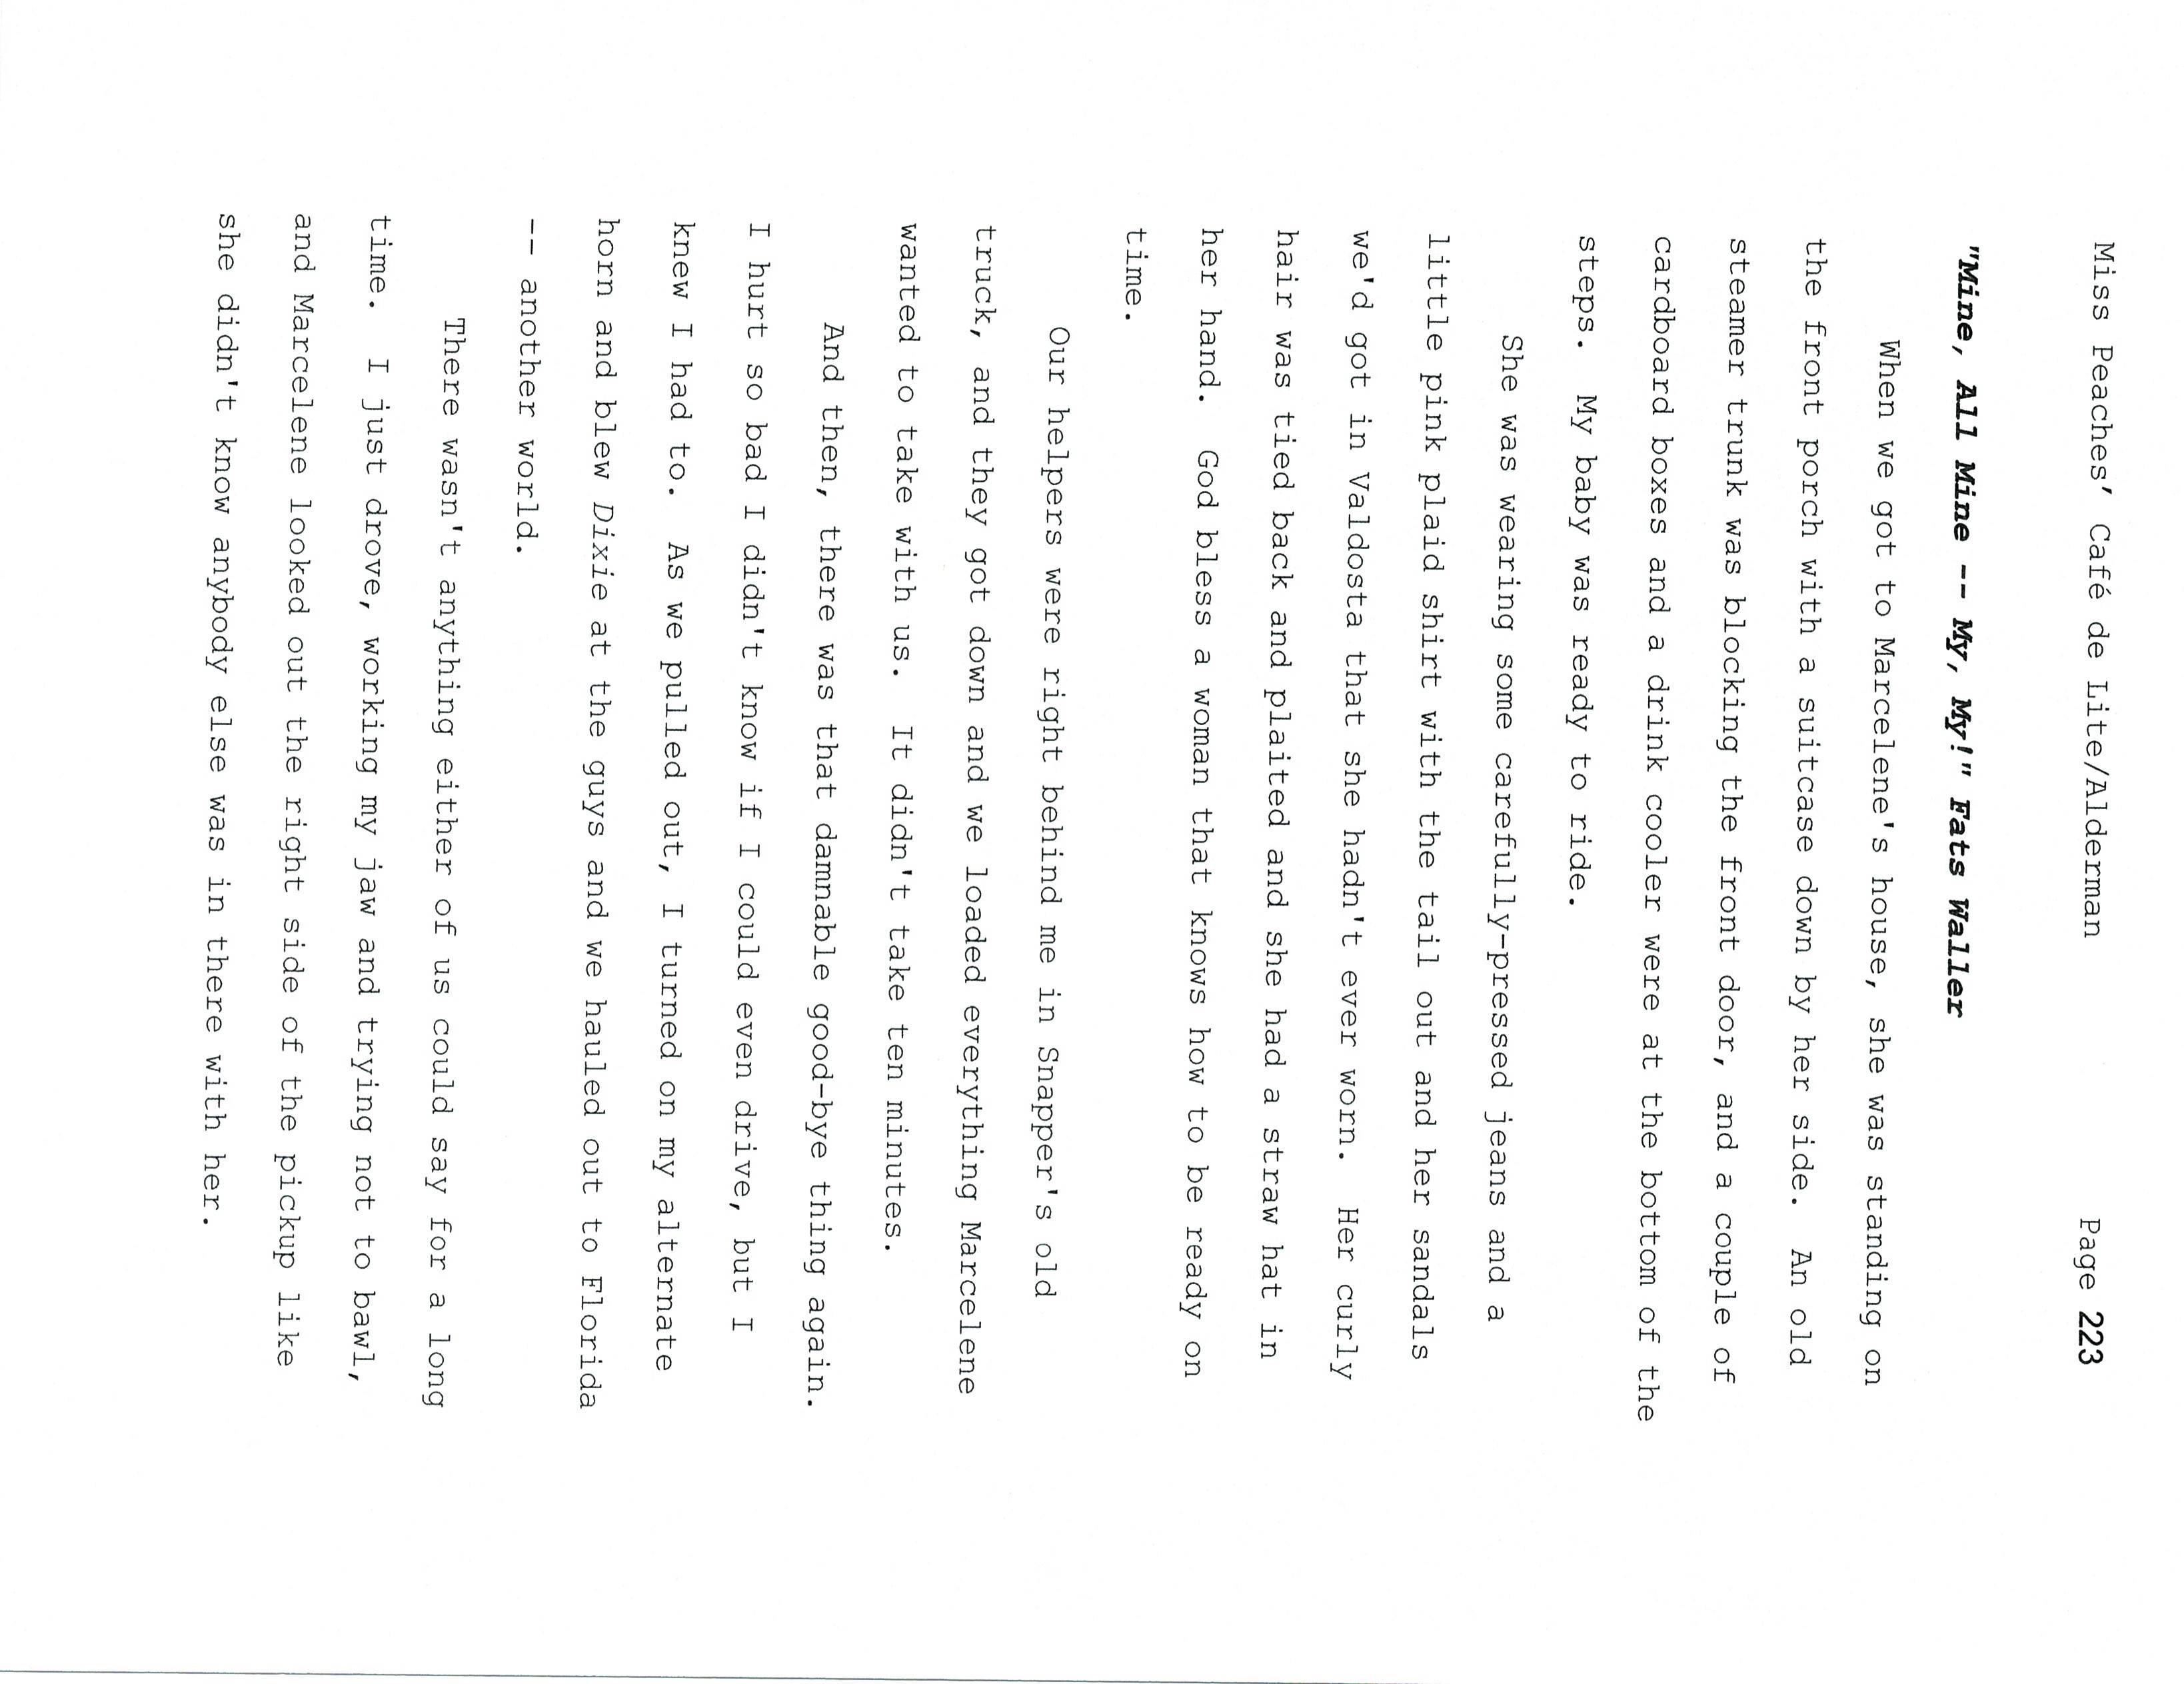 Miss Peaches’ Café de Lite/Alderman Page 223
"Mine, All Mine -- My, My!" Fats Waller
When we got to Marcelene's house, she was standing on
the front porch with a suitcase down by her side.  An old
steamer trunk was blocking the front door, and a couple of
cardboard boxes and a drink cooler were at the bottom of the
steps.  My baby was ready to ride.
She was wearing some carefully-pressed jeans and a
little pink plaid shirt with the tail out and her sandals
we'd got in Valdosta that she hadn't ever worn.  Her curly
hair was tied back and plaited and she had a straw hat in
her hand.  God bless a woman that knows how to be ready on
time.
Our helpers were right behind me in Snapper's old
truck, and they got down and we loaded everything Marcelene
wanted to take with us.  It didn't take ten minutes.
And then, there was that damnable good-bye thing again.
I hurt so bad I didn't know if I could even drive, but I
knew I had to.  As we pulled out, I turned on my alternate
horn and blew Dixie at the guys and we hauled out to Florida
-- another world.
There wasn't anything either of us could say for a long
time.  I just drove, working my jaw and trying not to bawl,
and Marcelene looked out the right side of the pickup like
she didn't know anybody else was in there with her.